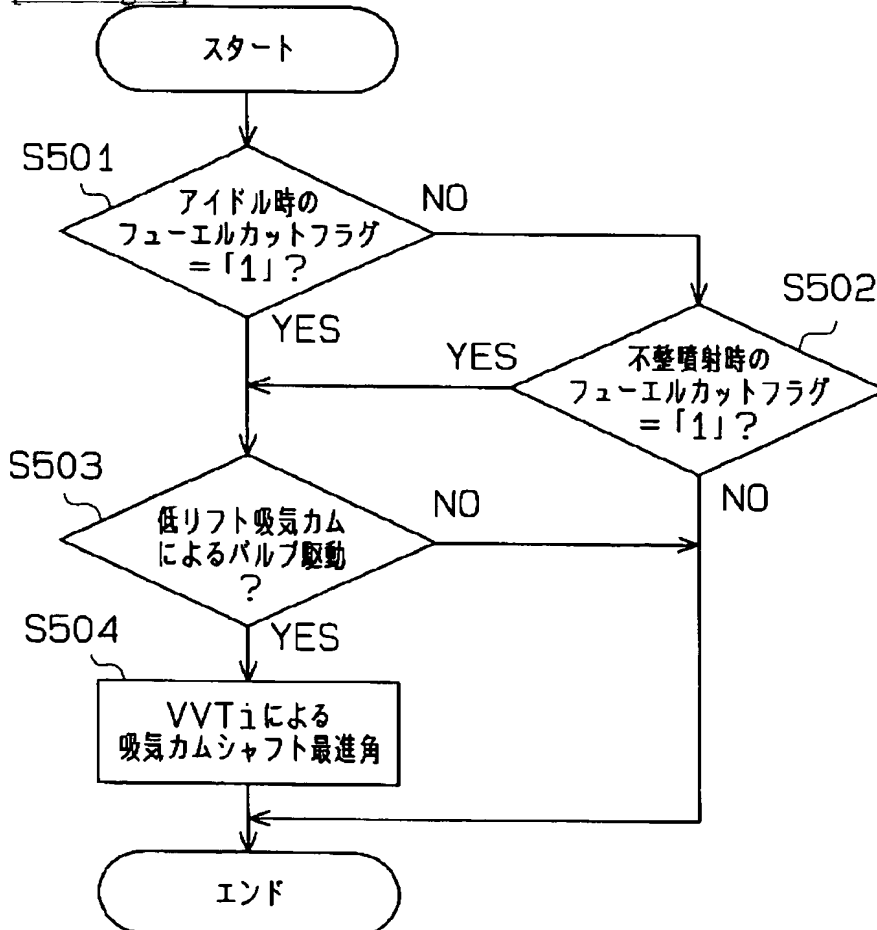 スタート
S501
アイドル時の
フューエルカットフラグ
=「1」?
NO
YES
S502
不整噴射時の
フューエルカットフラグ
=「1」?
YES
NO
S503
低リフト吸気カム
によるバルブ駆動
?
NO
YES
S504
VVTiによる
吸気カムシャフト最進角
エンド